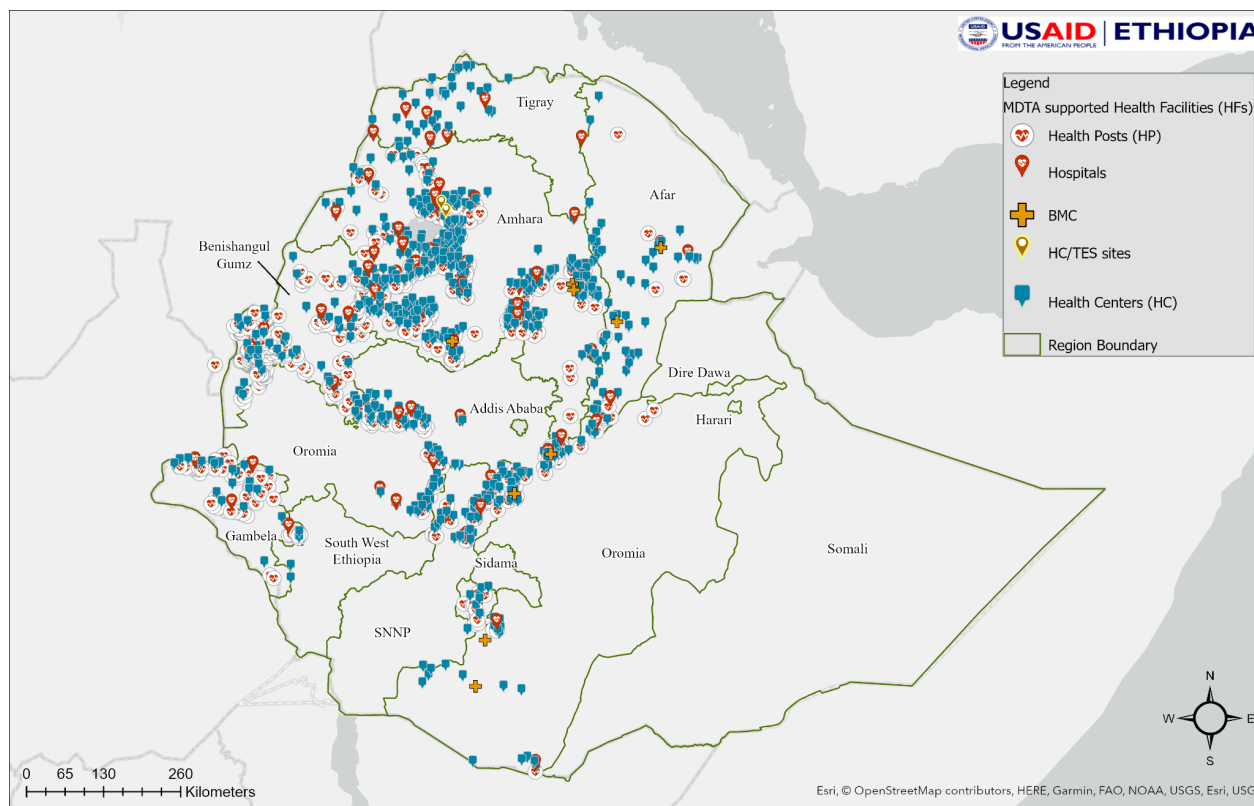 USAID | ETHIOPIA
FROM THE AMERICAN PEOPLE
Legend
MDTA supported Health Facilities (HFs)
Health Posts (HP)
Hospitals
BMC
HC/TES sites
Health Centers (HC)
Region Boundary
Tigray
Afar
Amhara
Benishangul
Gumz
Dire Dawa
Addis Ababa
Harari
Oromia
Gambela
South West
Ethiopia
Sidama
Oromia
Somali
SNNP
N
W
E
S
0 65 130 260
Kilometers
Esri, © OpenStreetMap contributors, HERE, Garmin, FAO, NOAA, USGS, Esri, USG